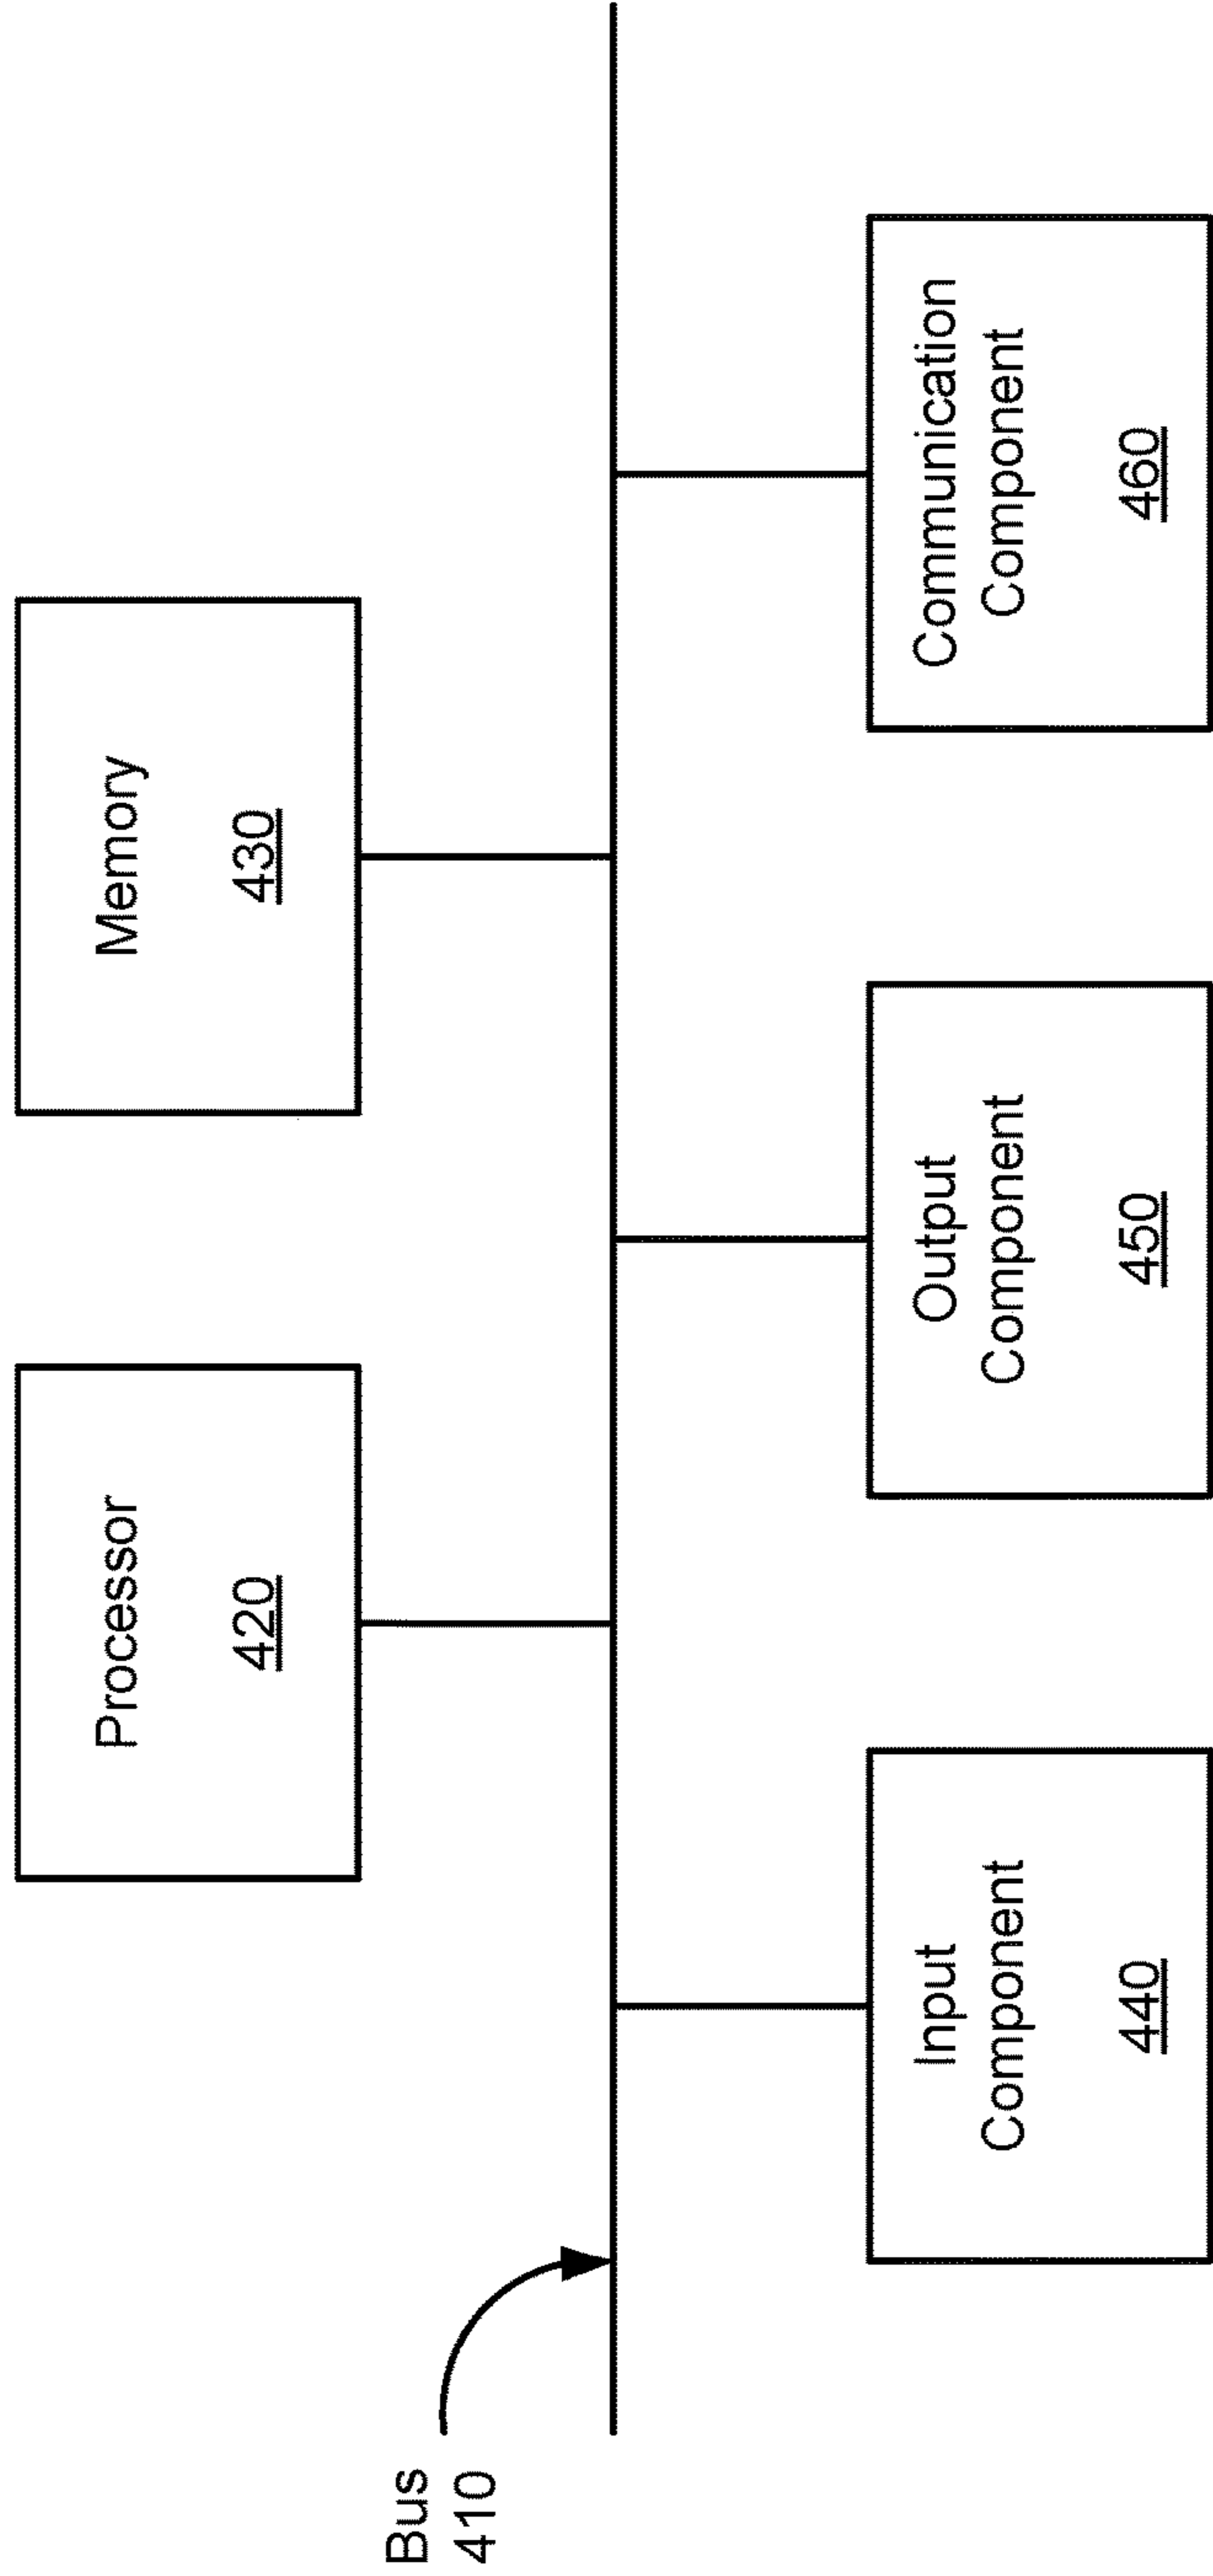 Processor
420
Memory
430
Bus
410
Input
Component
440
Output
Component
450
Communication
Component
460